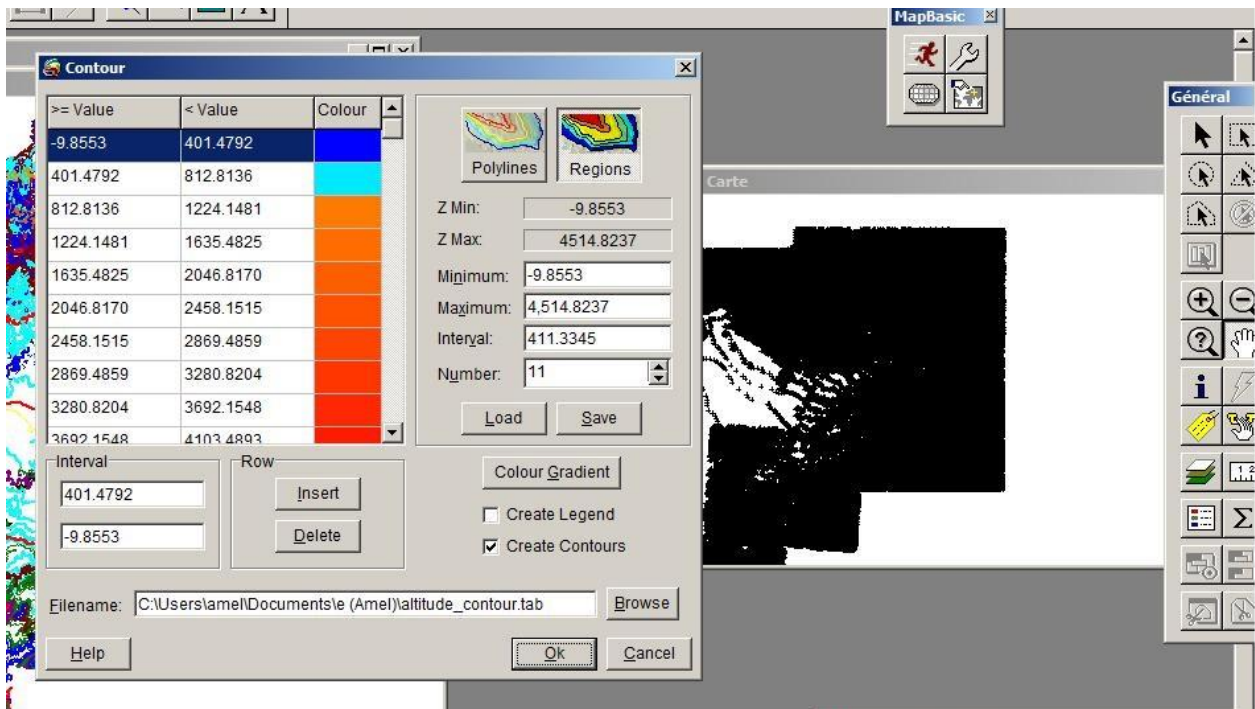 MapBasic
Contour
>= Value < Value Colour
-9.8553 401.4792
401.4792 812.8136
812.8136 1224.1481
1224.1481 1635.4825
1635.4825 2046.8170
2046.8170 2458.1515
2458.1515 2869.4859
2869.4859 3280.8204
3280.8204 3692.1548
3692.1548 4103.4893
Polylines Regions
Z Min: -9.8553
Z Max: 4514.8237
Minimum: -9.8553
Maximum: 4,514.8237
Interval: 411.3345
Number: 11
Load Save
Interval
401.4792
-9.8553
Row
Insert
Delete
Colour Gradient
Create Legend
Create Contours
Filename: C:\Users\amel\Documents\e (Amel)\altitude_contour.tab Browse
Help Ok Cancel
Carte
Général